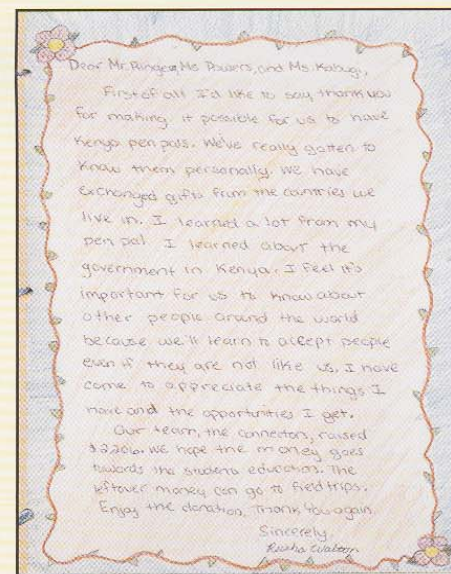 Dear Mr. Ringera, Ms. Powers, and Ms. Kabugi,
First of all I'd like to say thank you
for making it possible for us to have
Kenya pen pals. We've really gotten to
know them personally. We have
exchanged gifts from the countries we
live in. I learned a lot from my
pen pal. I learned about the
government in Kenya. I feel it's
important for us to know about
other people around the world
because we'll learn to accept people
even if they are not like us. I have
come to appreciate the things I
have and the opportunities I get.
Our team, the connectors, raised
we hope the money goes
towards the students education. The
leftover money can go to field trips.
Enjoy the donation. Thank You again.
Sincerely,
Watson